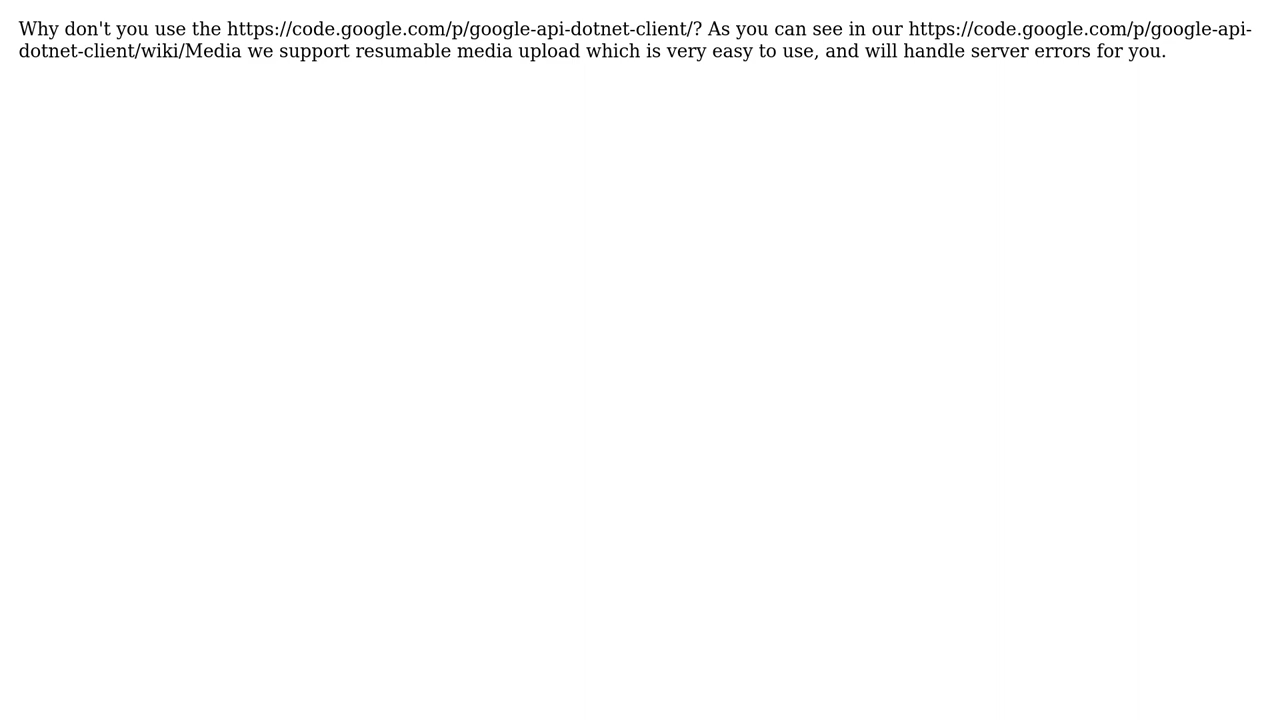 Why don't you use the https://code.google.com/p/google-api-dotnet-client/? As you can see in our https://code.google.com/p/google-api-
dotnet-client/wiki/Media we support resumable media upload which is very easy to use, and will handle server errors for you.